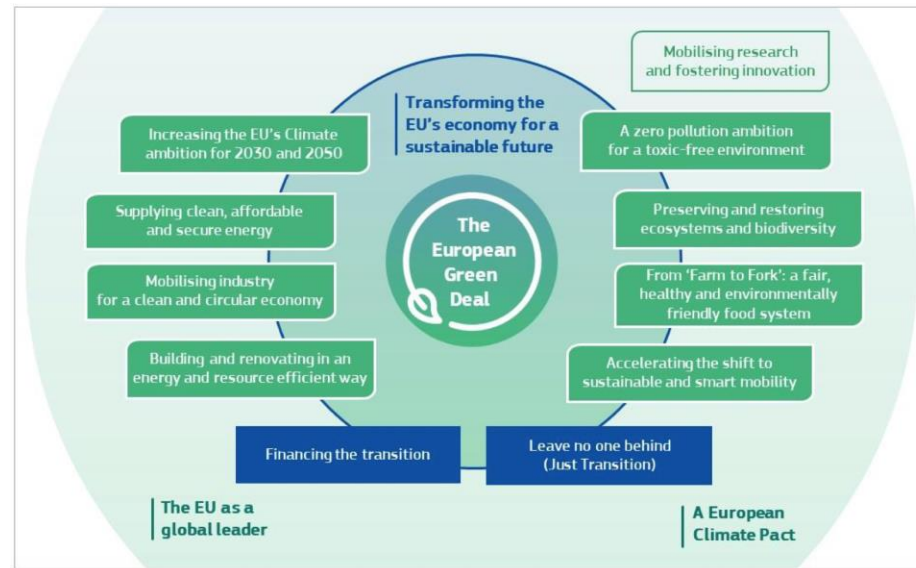 Mobilising research
and fostering innovation
Transforming the
EU's economy for a
sustainable future
Increasing the EU's Climate
ambition for 2030 and 2050
A zero pollution ambition
for a toxic-free environment
Supplying clean, affordable
and secure energy
Preserving and restoring
ecosystems and biodiversity
The
European
Green
Deal
Mobilising industry
for a clean and circular economy
From ‘Farm to Fork’: a fair,
healthy and environmentally
friendly food system
Building and renovating in an
energy and resource efficient way
Accelerating the shift to
sustainable and smart mobility
Financing the transition
Leave no one behind
(Just Transition)
The EU as a
global leader
A European
Climate Pact